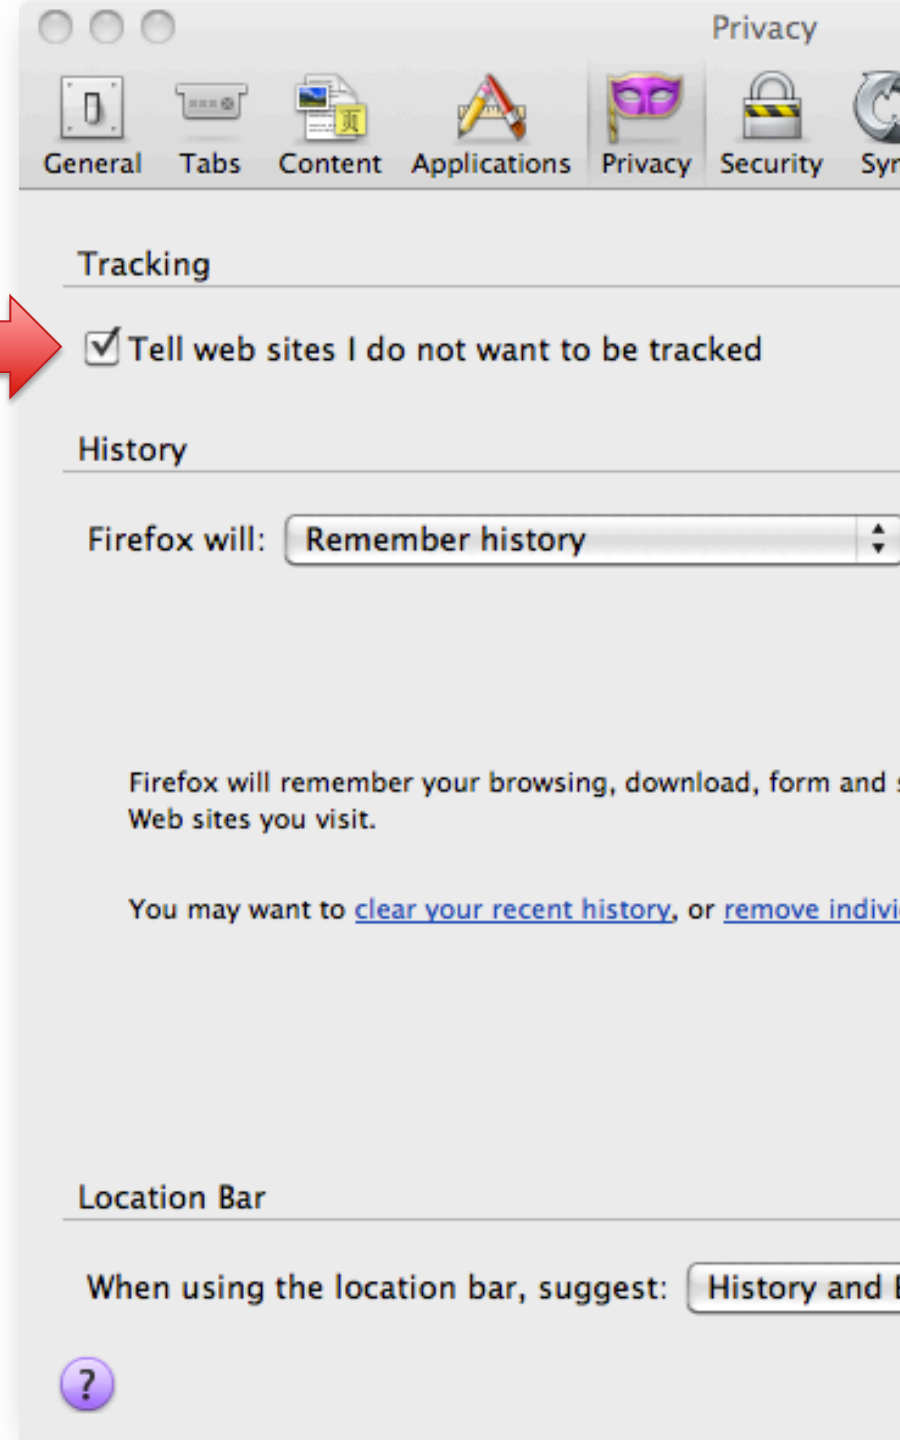 Privacy
General Tabs Content Applications Privacy Security
Tracking
Tell web sites I do not want to be tracked
History
Firefox will: Remember history
Firefox will remember your browsing, download, form and
Web sites you visit.
You may want to clear your recent history, or remove
Location Bar
When using the location bar, suggest: History and
?